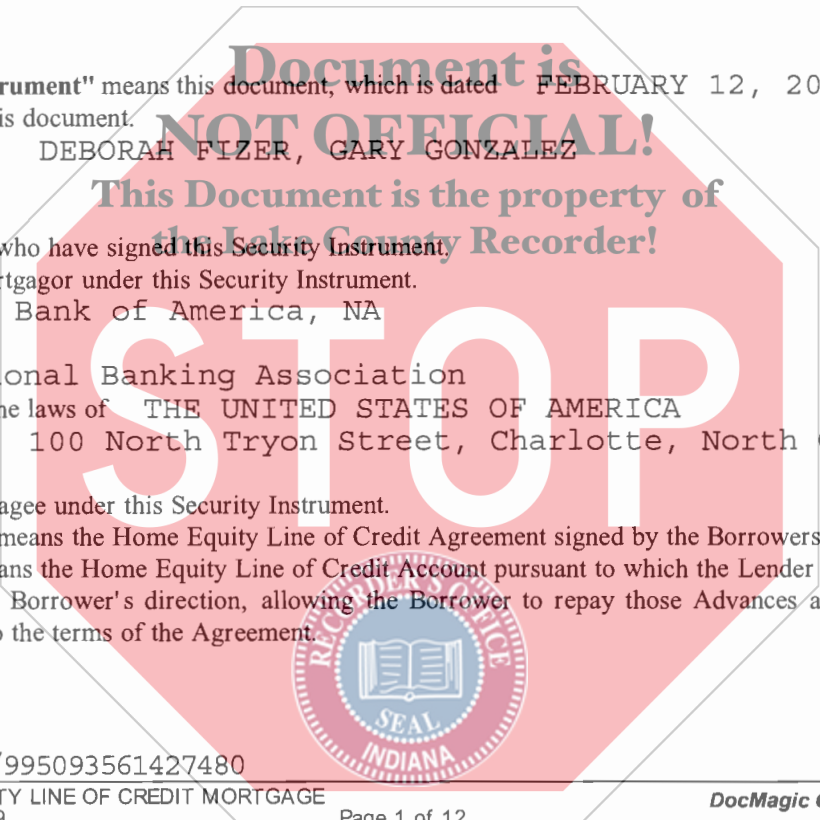 Document is
rument" means this document, which is dated FEBRUARY 12, 20
is document.
NOT OFFICIAL!
DEBORAH FIZER, GARY GONZALEZ
This Document is the property of
the Lake County Recorder!
who have signed this Security Instrument.
rtgagor under this Security Instrument.
Bank of America, NA
STOP
onal Banking Association
he laws of THE UNITED STATES OF AMERICA
100 North Tryon Street, Charlotte, North
agee under this Security Instrument.
means the Home Equity Line of Credit Agreement signed by the Borrowers
ans the Home Equity Line of Credit Account pursuant to which the Lender
Borrower's direction, allowing the Borrower to repay those Advances a
o the terms of the Agreement.
RECORDER'S OFFICE
SEAL
INDIANA
/995093561427480
TY LINE OF CREDIT MORTGAGE
DocMagic
Page 1 of 12